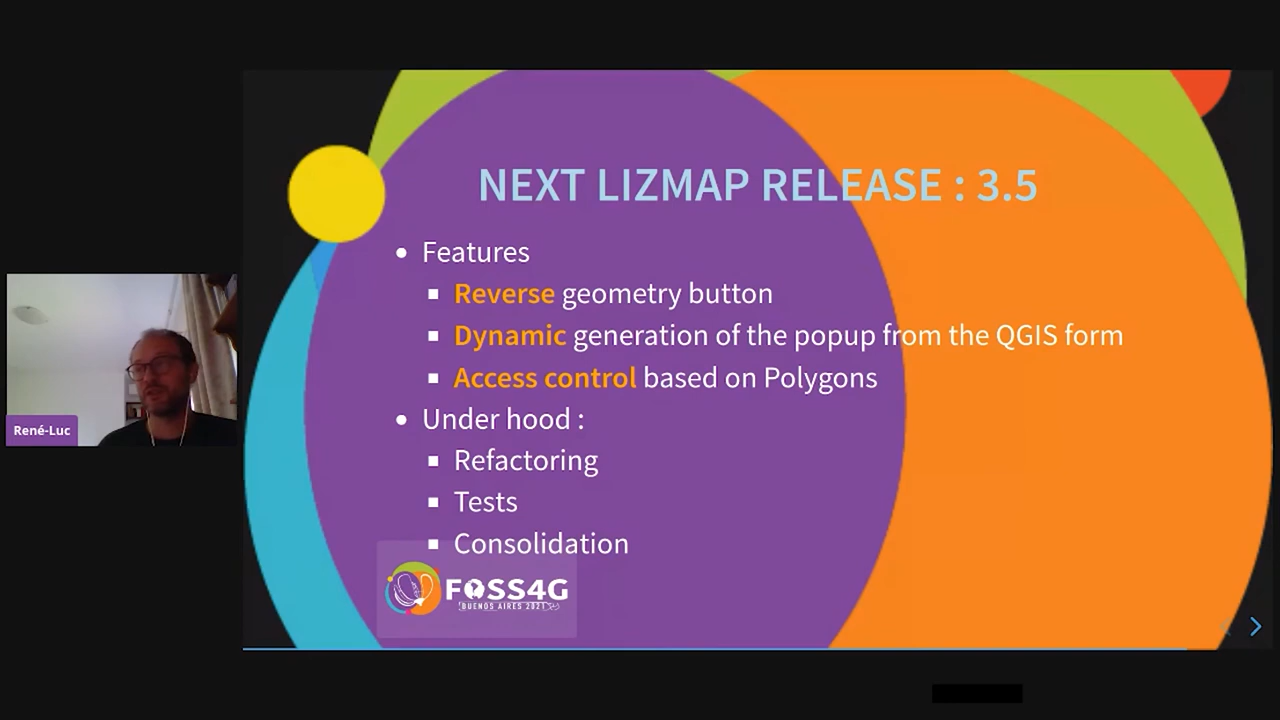 NEXT LIZMAP RELEASE : 3.5
Features
Reverse geometry button
Dynamic generation of the popup from the QGIS form
Access control based on Polygons
Under hood :
Refactoring
Tests
Consolidation
René-Luc
FOSS4G
BUENOS AIRES 2021